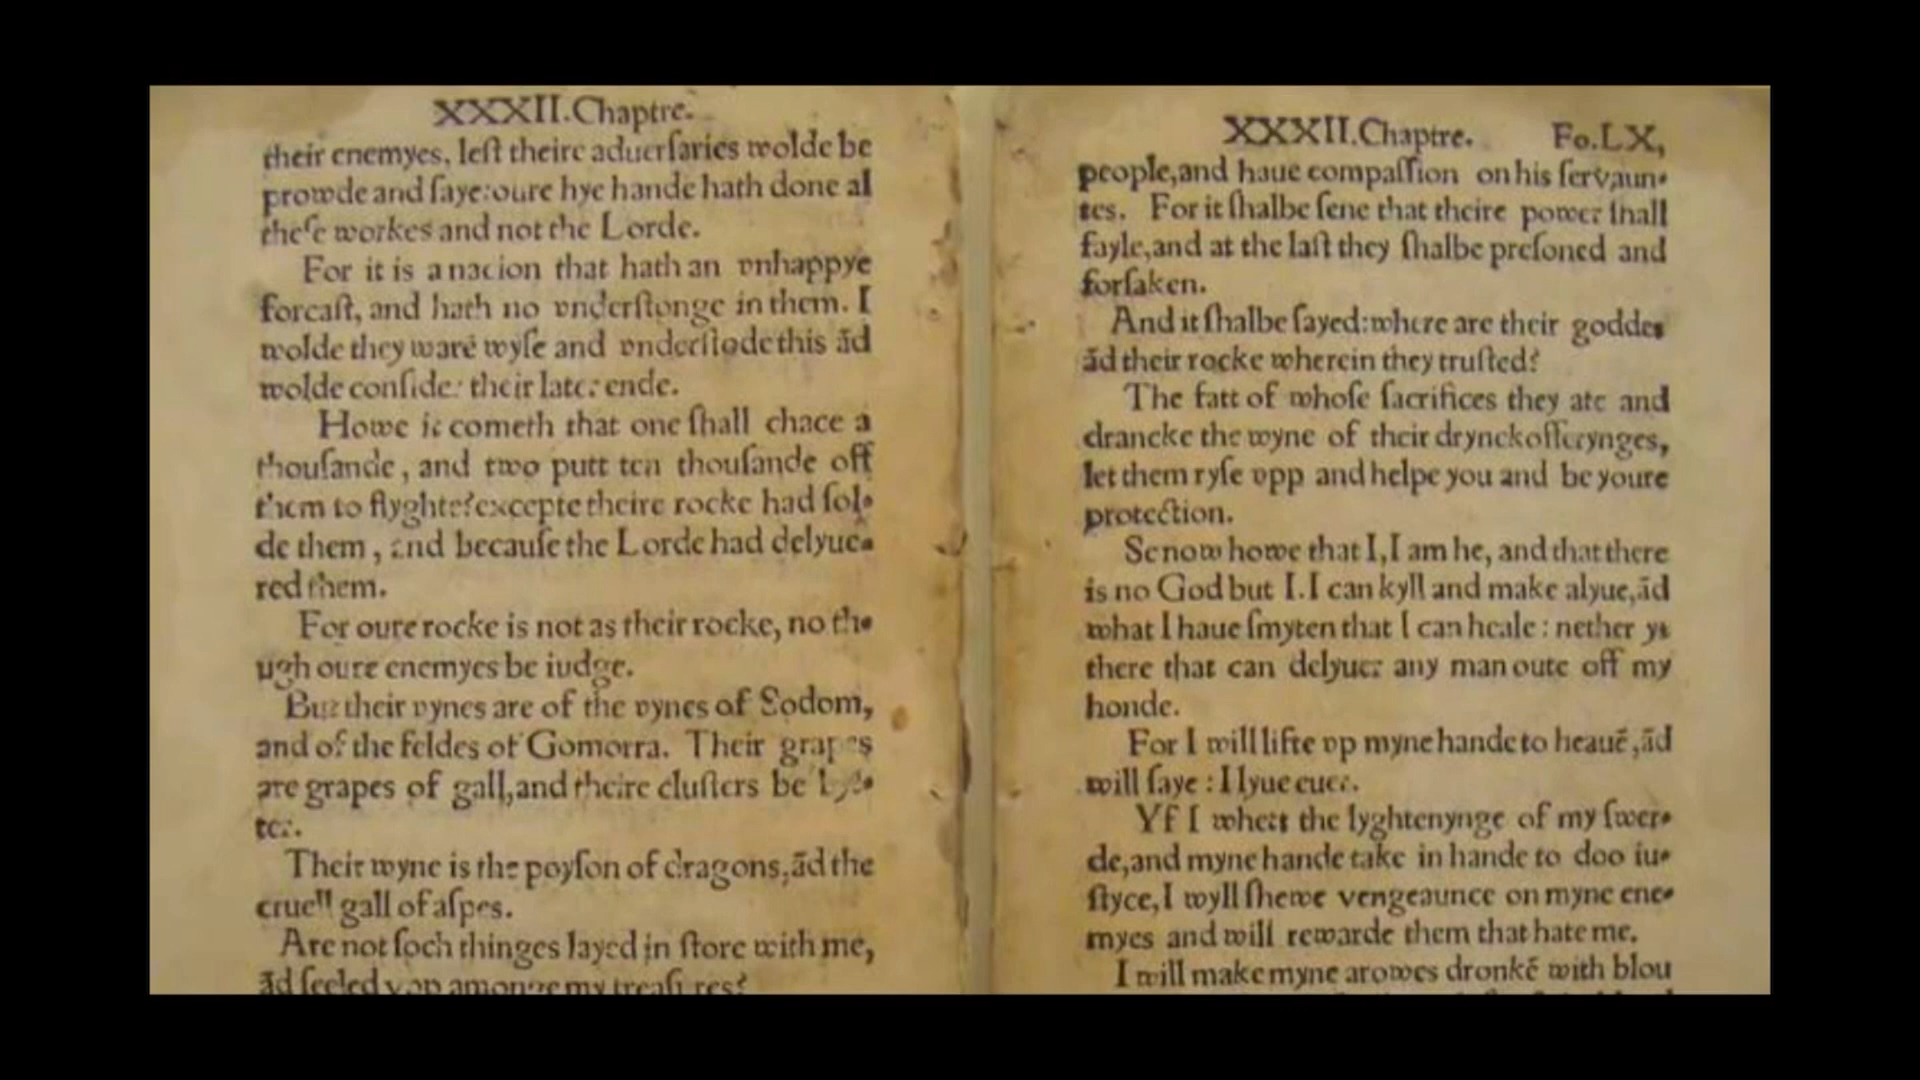 XXXII.Chaptre.
their enemyes, leſt theire aduerſaries wolde be
prowde and ſaye:oure hye hande hath done al
theſe workes and not the Lorde.
For it is a nacion that hath an vnhappye
forcaſt, and hath no vnderſtonge in them. I
wolde they ware wyſe and vnderſtode this ād
wolde conſider their later ende.
Howe it cometh that one ſhall chace a
thouſande, and two putt ten thouſande off
them to flyghte? excepte theire rocke had ſol-
de them, and becauſe the Lorde had delyue-
red them.
For oure rocke is not as their rocke, no tho-
ugh oure enemyes be iudge.
But their vynes are of the vynes of Sodom,
and of the feldes of Gomorra. Their grapes
are grapes of gall,and theire cluſters be byt-
ter.
Their wyne is the poyſon of dragons,ād the
cruell gall of aſpes.
Are not ſoch thinges layed in ſtore with me,
ād ſeeled vpp amonge my treaſures?
XXXII.Chaptre. Fo.LX,
people,and haue compaſſion on his ſervaun-
tes. For it ſhalbe ſene that theire power ſhall
fayle,and at the laſt they ſhalbe preſoned and
forſaken.
And it ſhalbe ſayed:where are their goddes
ād their rocke wherein they truſted?
The fatt of whoſe ſacrifices they ate and
drancke the wyne of their drynckofferynges,
let them ryſe vpp and helpe you and be youre
protection.
Se now howe that I,I am he, and that there
is no God but I.I can kyll and make alyue,ād
what I haue ſmyten that I can heale : nether ys
there that can delyuer any man oute off my
honde.
For I will lifte vp myne hande to heauē,ād
will ſaye : I lyue euer.
Yf I whett the lyghtenynge of my ſwer-
de,and myne hande take in hande to doo iu-
ſtyce,I wyll ſhewe vengeaunce on myne ene-
myes and will rewarde them that hate me.
I will make myne arowes dronkē with blou